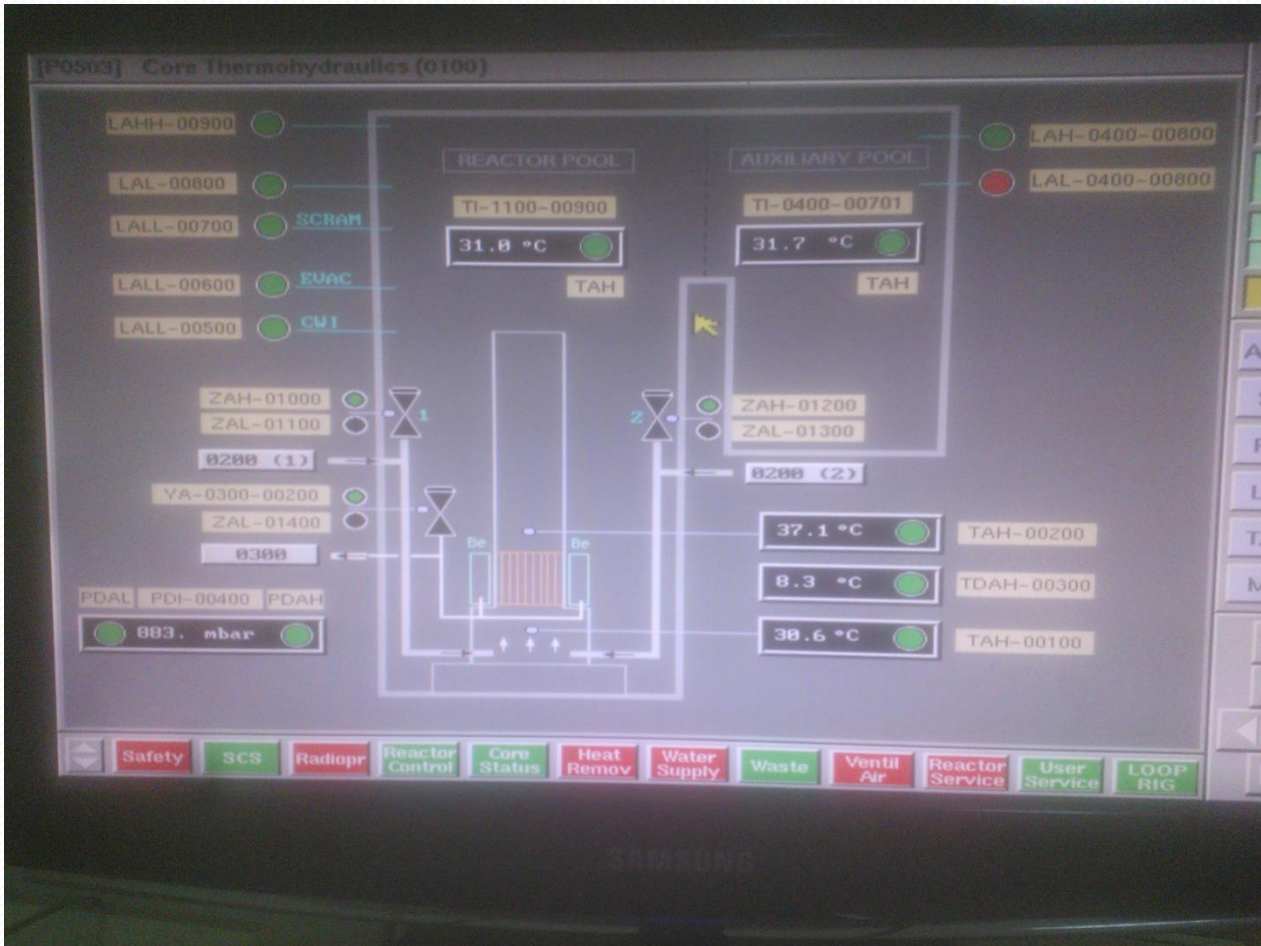 [P0503] Core Thermohydraulics (0100)
LAHH-00900
LAH-0400-00600
REACTOR POOL
AUXILIARY POOL
LAL-00800
LAL-0400-00800
TI-1100-00900
TI-0400-00701
LALL-00700
SCRAM
31.0 °C
31.7 °C
TAH
TAH
LALL-00600
EVAC
LALL-00500
CWI
ZAH-01000
1
2
ZAH-01200
ZAL-01100
ZAL-01300
0200 (1)
0200 (2)
YA-0300-00200
ZAL-01400
37.1 °C
TAH-00200
Be
Be
0300
8.3 °C
TDAH-00300
PDAL
PDI-00400
PDAH
883. mbar
30.6 °C
TAH-00100
Safety
SCS
Radiopr
Reactor
Control
Core
Status
Heat
Remov
Water
Supply
Waste
Ventil
Air
Reactor
Service
User
Service
LOOP
RIG
SAMSUNG